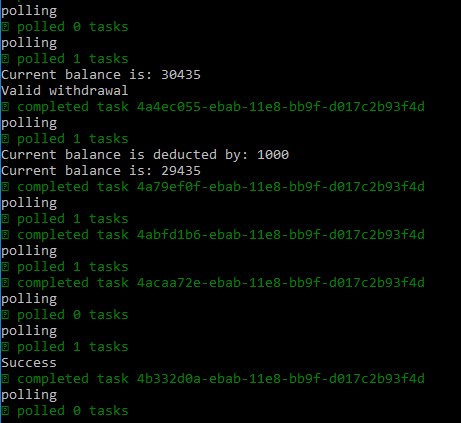 polling
polled 0 tasks
polling
polled 1 tasks
Current balance is: 30435
Valid withdrawal
completed task 4a4ec055-ebab-11e8-bb9f-d017c2b93f4d
polling
polled 1 tasks
Current balance is deducted by: 1000
Current balance is: 29435
completed task 4a79ef0f-ebab-11e8-bb9f-d017c2b93f4d
polling
polled 1 tasks
completed task 4abfd1b6-ebab-11e8-bb9f-d017c2b93f4d
polling
polled 1 tasks
completed task 4acaa72e-ebab-11e8-bb9f-d017c2b93f4d
polling
polled 0 tasks
polling
polled 1 tasks
Success
completed task 4b332d0a-ebab-11e8-bb9f-d017c2b93f4d
polling
polled 0 tasks